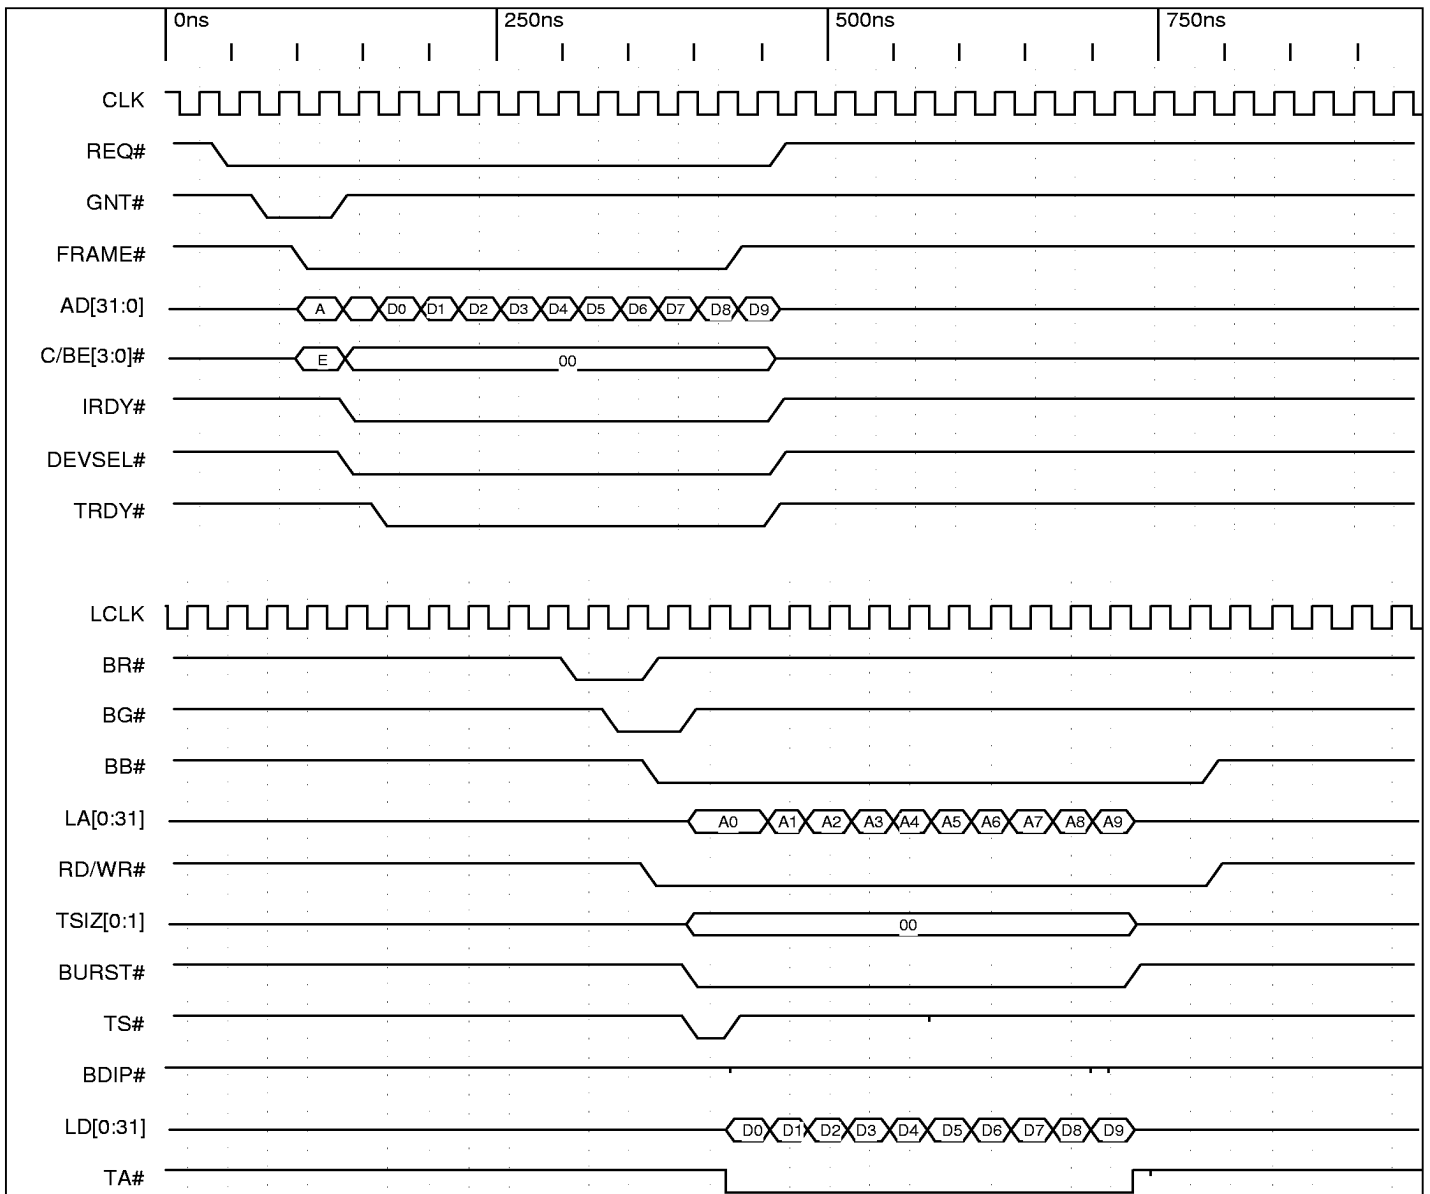 0ns 250ns 500ns 750ns
CLK
REQ#
GNT#
FRAME#
AD[31:0] A D0 D1 D2 D3 D4 D5 D6 D7 D8 D9
C/BE[3:0]# E 00
IRDY#
DEVSEL#
TRDY#
LCLK
BR#
BG#
BB#
LA[0:31] A0 A1 A2 A3 A4 A5 A6 A7 A8 A9
RD/WR#
TSIZ[0:1] 00
BURST#
TS#
BDIP#
LD[0:31] D0 D1 D2 D3 D4 D5 D6 D7 D8 D9
TA#